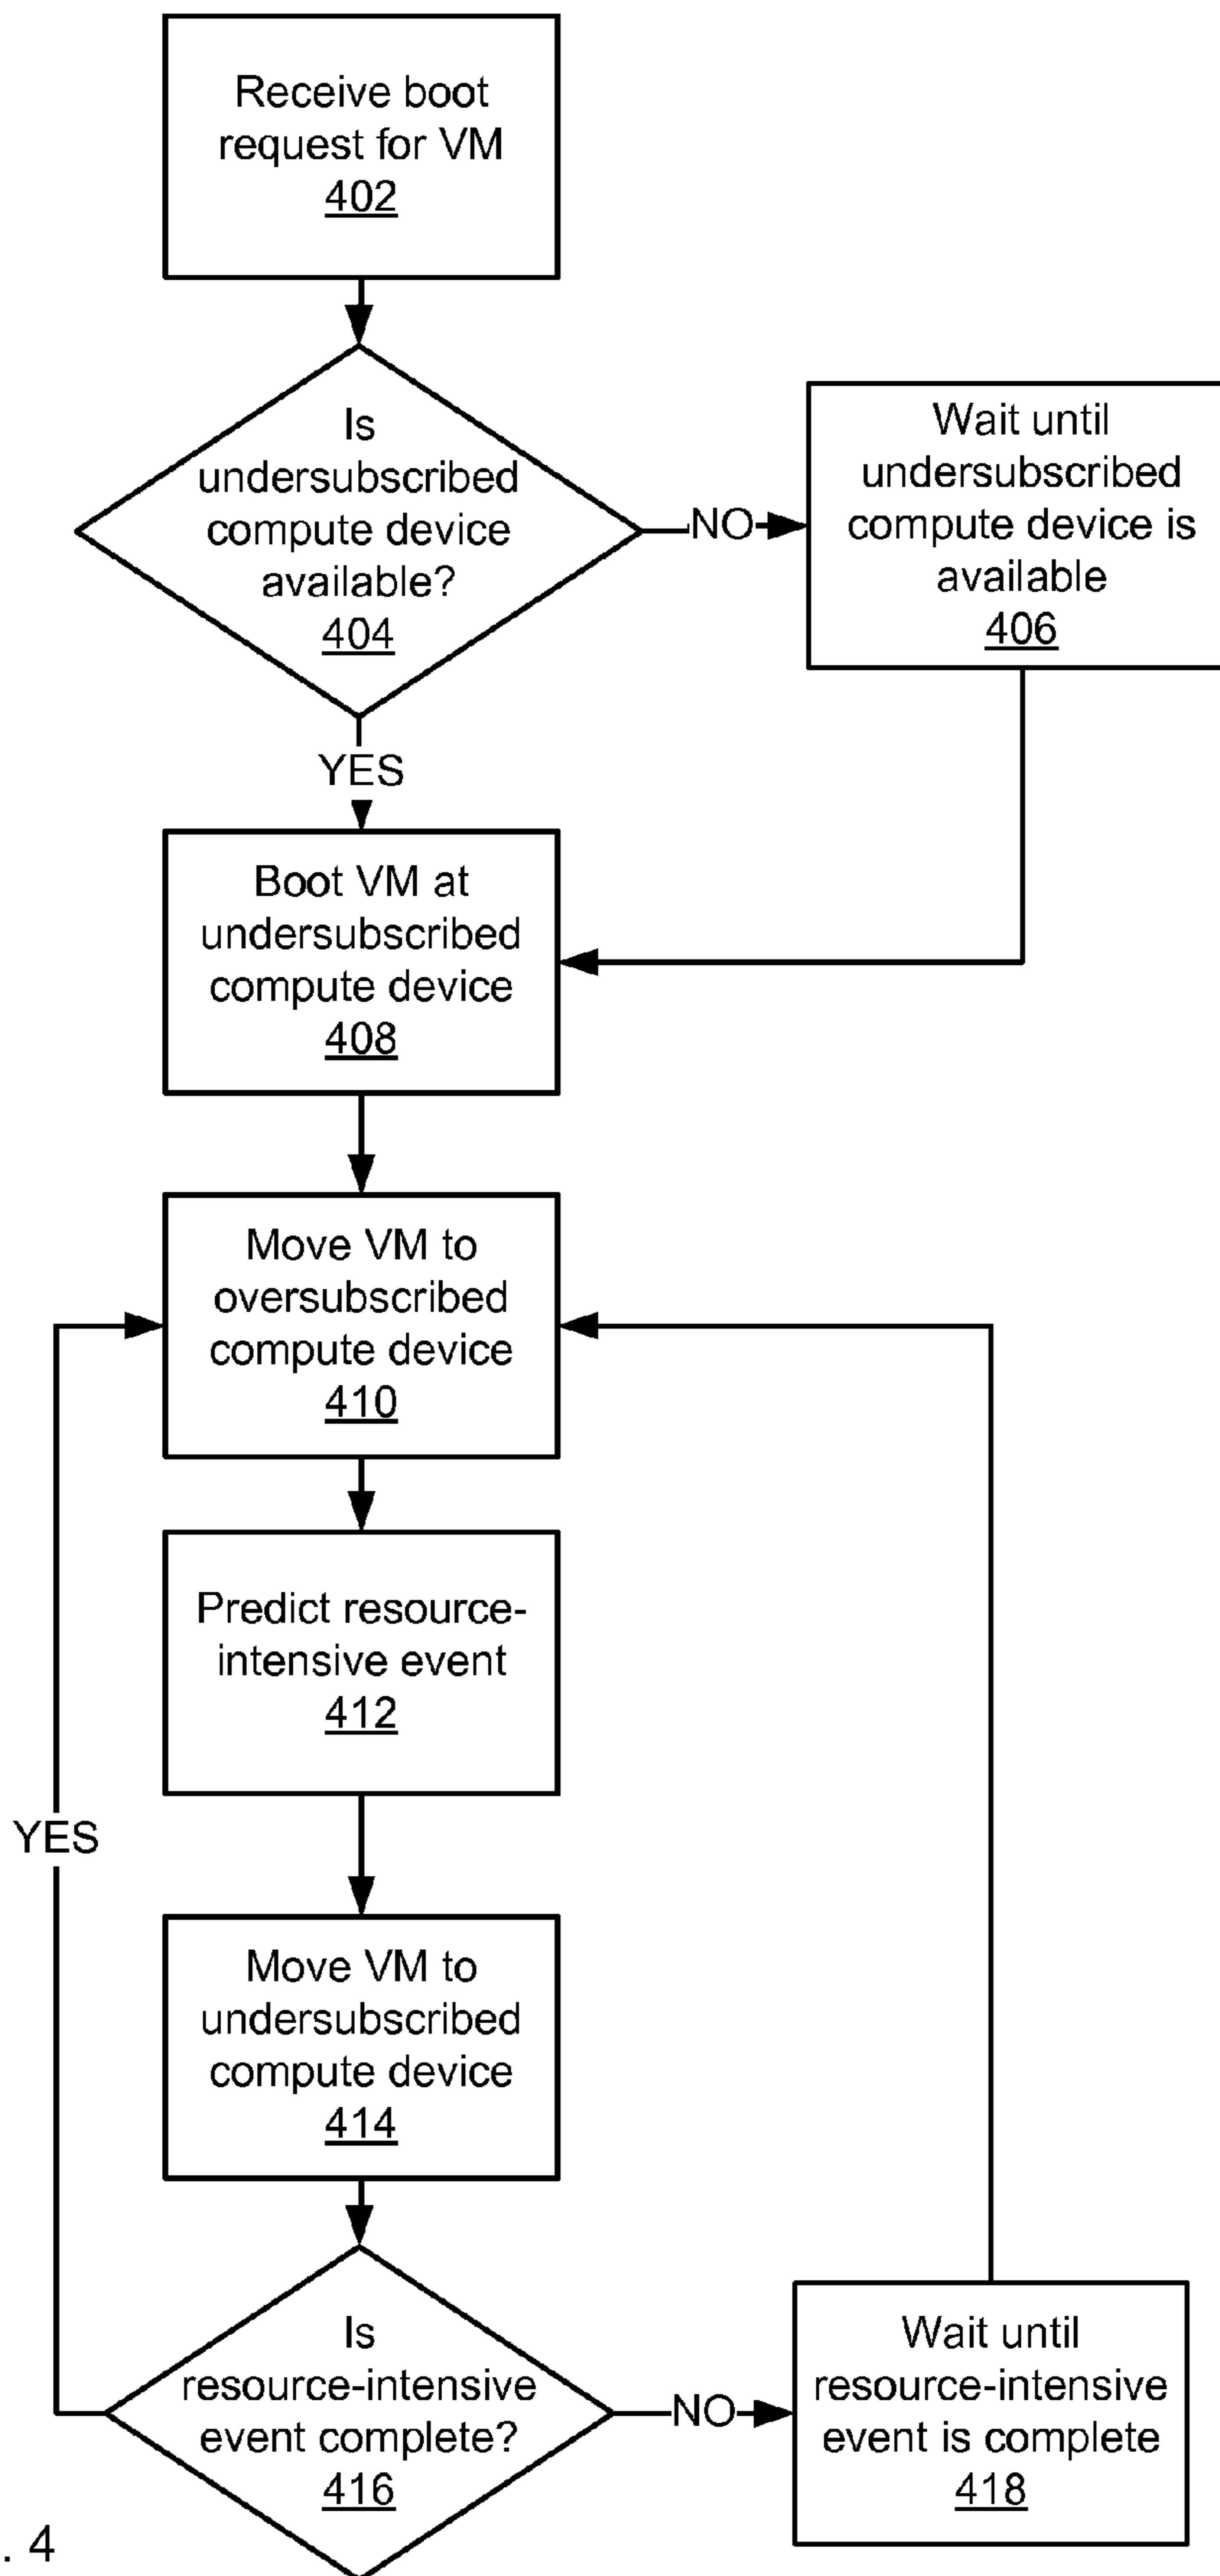 Receive boot
request for VM
402
Is
undersubscribed
compute device
available?
404
NO
Wait until
undersubscribed
compute device is
available
406
YES
Boot VM at
undersubscribed
compute device
408
Move VM to
oversubscribed
compute device
410
Predict resource-
intensive event
412
YES
Move VM to
undersubscribed
compute device
414
Is
resource-intensive
event complete?
416
NO
Wait until
resource-intensive
event is complete
418
. 4